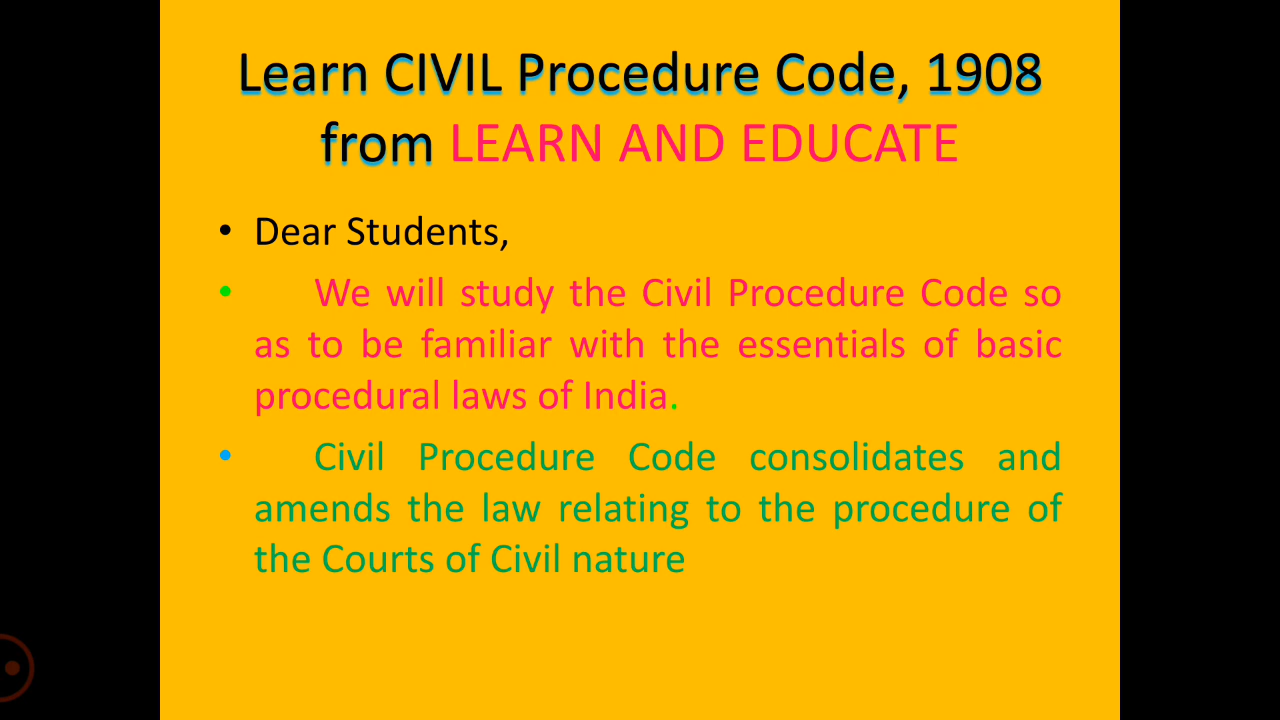 Learn CIVIL Procedure Code, 1908
from LEARN AND EDUCATE
• Dear Students,
• We will study the Civil Procedure Code so
as to be familiar with the essentials of basic
procedural laws of India.
• Civil Procedure Code consolidates and
amends the law relating to the procedure of
the Courts of Civil nature